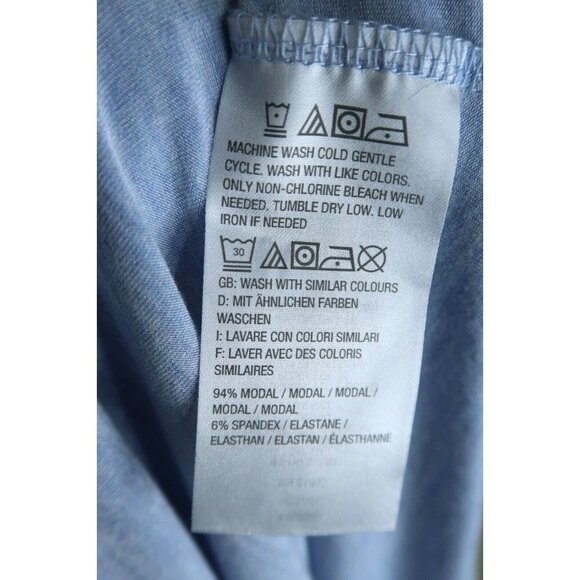 MACHINE WASH COLD GENTLE
CYCLE. WASH WITH LIKE COLORS.
ONLY NON-CHLORINE BLEACH WHEN
NEEDED. TUMBLE DRY LOW. LOW
IRON IF NEEDED
30
GB: WASH WITH SIMILAR COLOURS
D: MIT ÄHNLICHEN FARBEN
WASCHEN
I: LAVARE CON COLORI SIMILARI
F: LAVER AVEC DES COLORIS
SIMILAIRES
94% MODAL / MODAL / MODAL /
MODAL / MODAL
6% SPANDEX / ELASTANE /
ELASTHAN / ELASTAN / ÉLASTHANNE